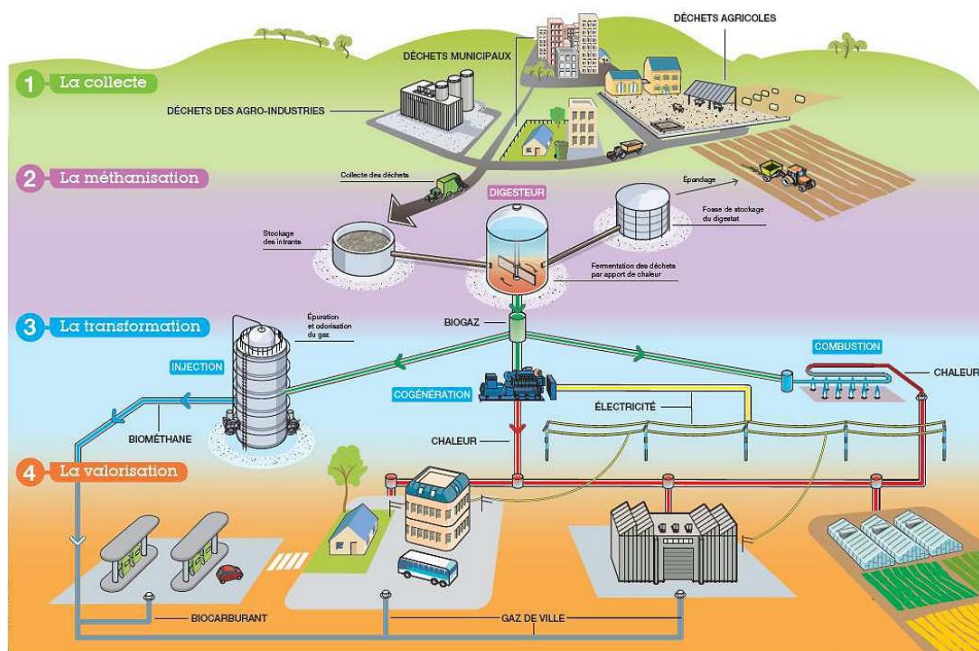 DÉCHETS AGRICOLES
DÉCHETS MUNICIPAUX
1 La collecte
DÉCHETS DES AGRO-INDUSTRIES
2 La méthanisation
Collecte des déchets
DIGESTEUR
Épandage
Fosse de stockage
du digestat
Stockage
des intrants
Fermentation des déchets
par apport de chaleur
3 La transformation
Épuration
et odorisation
du gaz
BIOGAZ
COMBUSTION
INJECTION
CHALEUR
COGÉNÉRATION
ÉLECTRICITÉ
BIOMÉTHANE
CHALEUR
4 La valorisation
BIOCARBURANT
GAZ DE VILLE